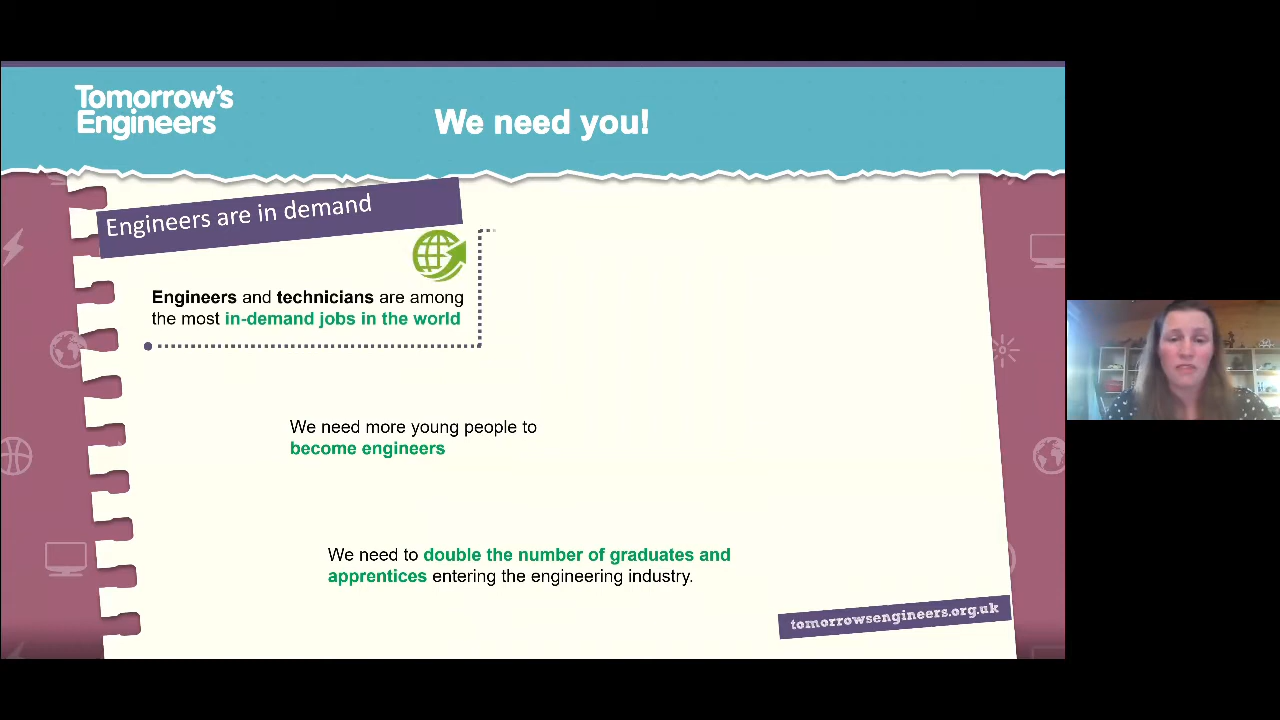 Tomorrow's
Engineers
We need you!
Engineers are in demand
Engineers and technicians are among
the most in-demand jobs in the world
We need more young people to
become engineers
We need to double the number of graduates and
apprentices entering the engineering industry.
tomorrowsengineers.org.uk